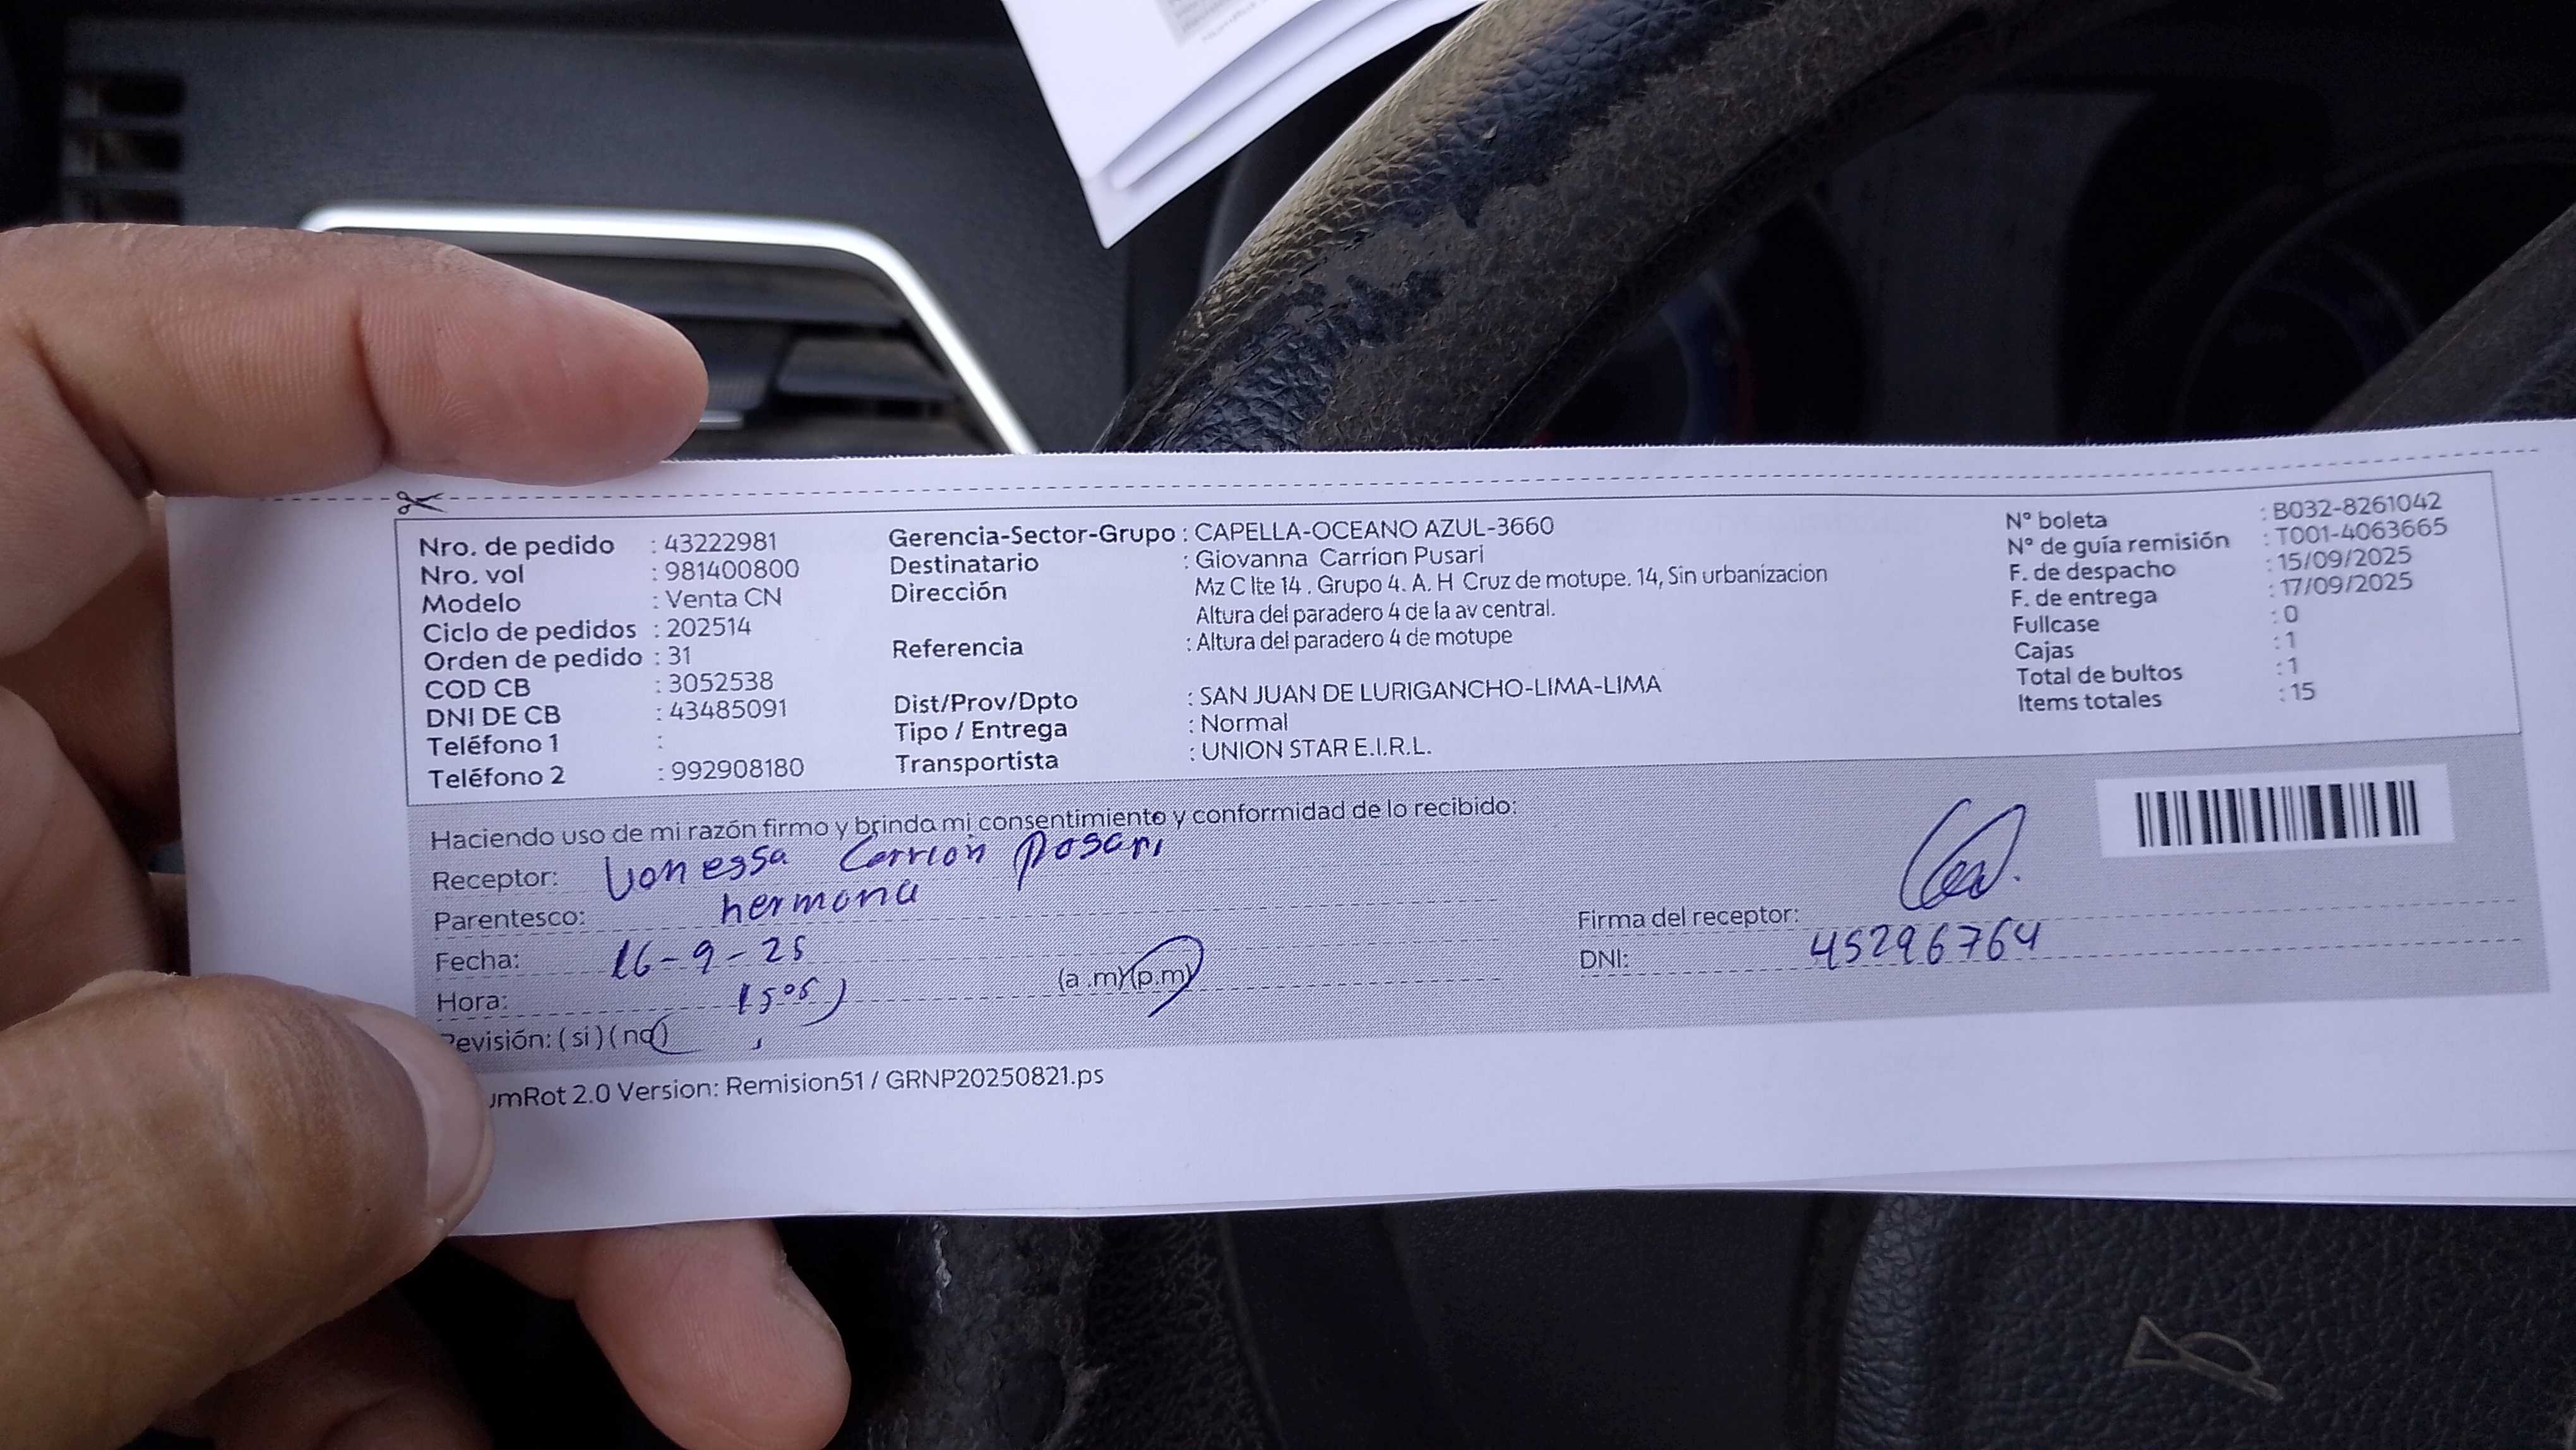 Nro. de pedido : 43222981
Nro. vol : 981400800
Modelo : Venta CN
Ciclo de pedidos : 202514
Orden de pedido : 31
COD CB : 3052538
DNI DE CB : 43485091
Teléfono 1 :
Teléfono 2 : 992908180
Gerencia-Sector-Grupo : CAPELLA-OCEANO AZUL-3660
Destinatario : Giovanna Carrion Pusari
Dirección Mz C lte 14 . Grupo 4. A. H Cruz de motupe. 14, Sin urbanizacion
Altura del paradero 4 de la av central.
Referencia : Altura del paradero 4 de motupe
Dist/Prov/Dpto : SAN JUAN DE LURIGANCHO-LIMA-LIMA
Tipo / Entrega : Normal
Transportista : UNION STAR E.I.R.L.
N° boleta : B032-8261042
N° de guía remisión : T001-4063665
F. de despacho : 15/09/2025
F. de entrega : 17/09/2025
Fullcase : 0
Cajas : 1
Total de bultos : 1
Items totales : 15
Haciendo uso de mi razón firmo y brindo mi consentimiento y conformidad de lo recibido:
Receptor: Vanessa Carrion Posari
Parentesco: hermana
Fecha: 16-9-25
Hora: 15:05 (a .m)(p.m)
Revisión: ( si ) ( no )
Firma del receptor:
DNI: 45296764
umRot 2.0 Version: Remision51 / GRNP20250821.ps